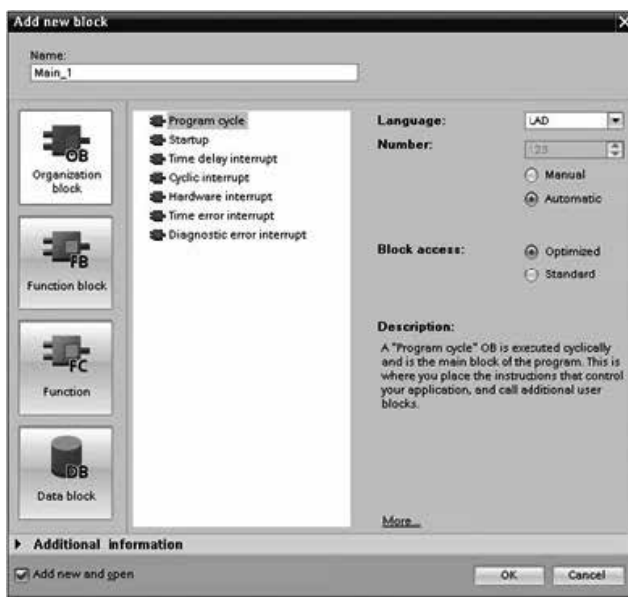 Add new block
Name:
Main_1
OB
Organization
block
FB
Function block
FC
Function
DB
Data block
Program cycle
Startup
Time delay interrupt
Cyclic interrupt
Hardware interrupt
Time error interrupt
Diagnostic error interrupt
Language:
LAD
Number:
123
Manual
Automatic
Block access:
Optimized
Standard
Description:
A "Program cycle" OB is executed cyclically
and is the main block of the program. This is
where you place the instructions that control
your application, and call additional user
blocks.
More...
Additional information
Add new and open
OK
Cancel